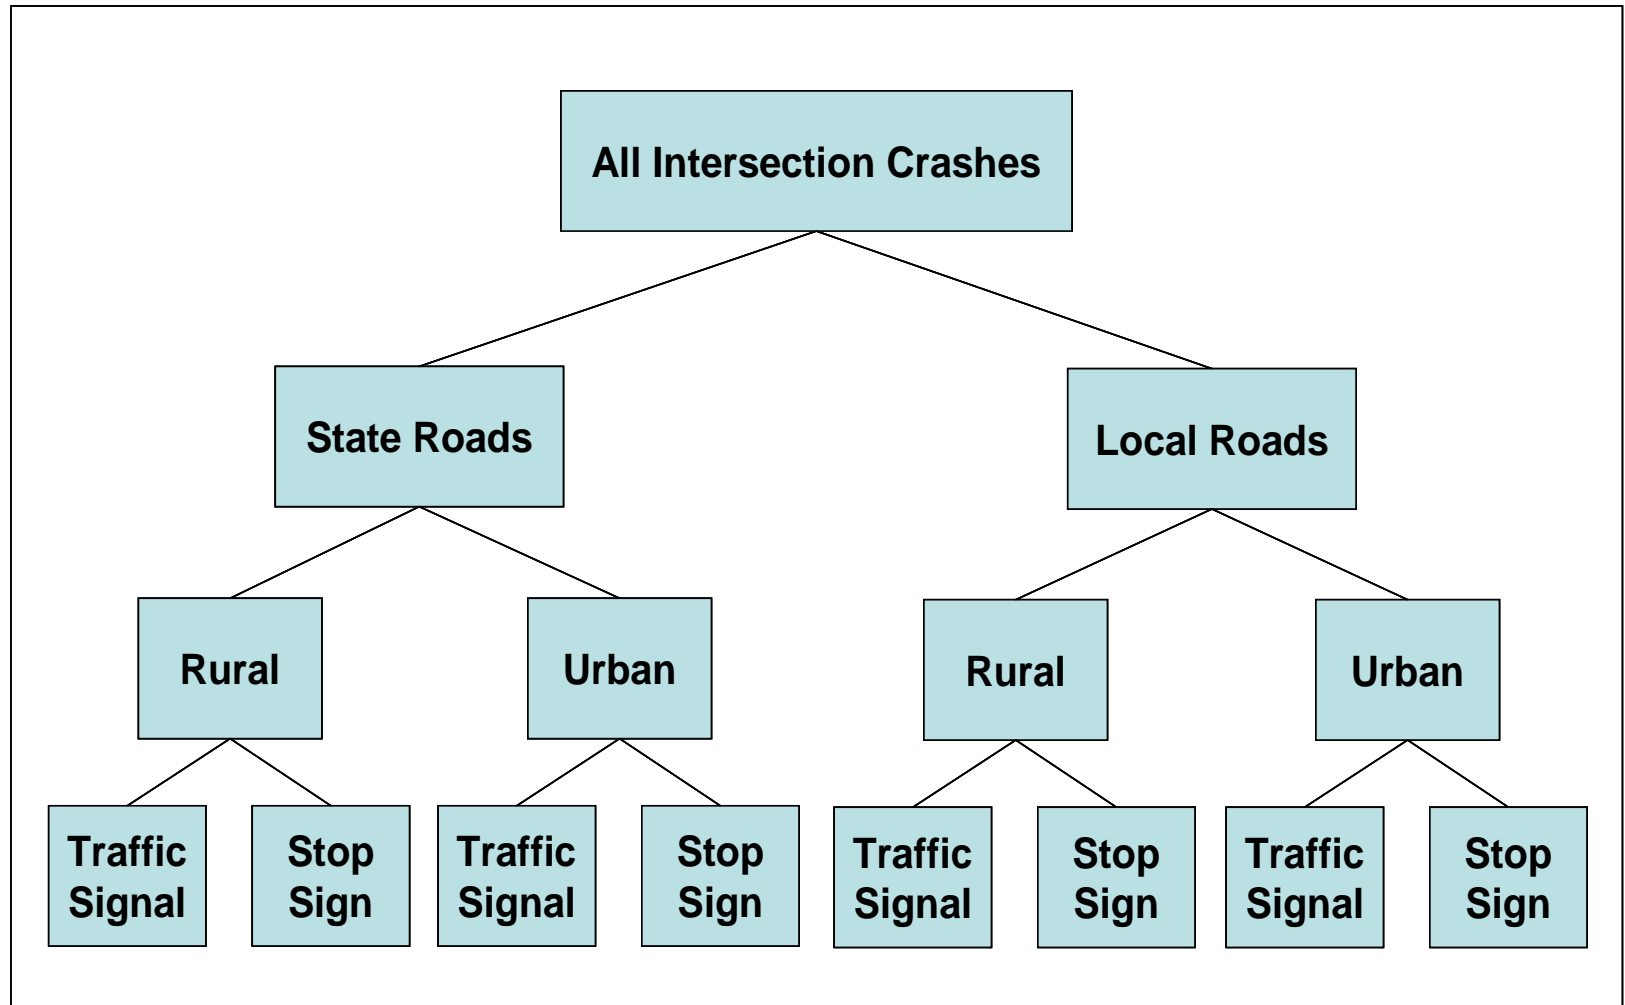 All Intersection Crashes
State Roads
Local Roads
Rural
Urban
Rural
Urban
Traffic
Signal
Stop
Sign
Traffic
Signal
Stop
Sign
Traffic
Signal
Stop
Sign
Traffic
Signal
Stop
Sign